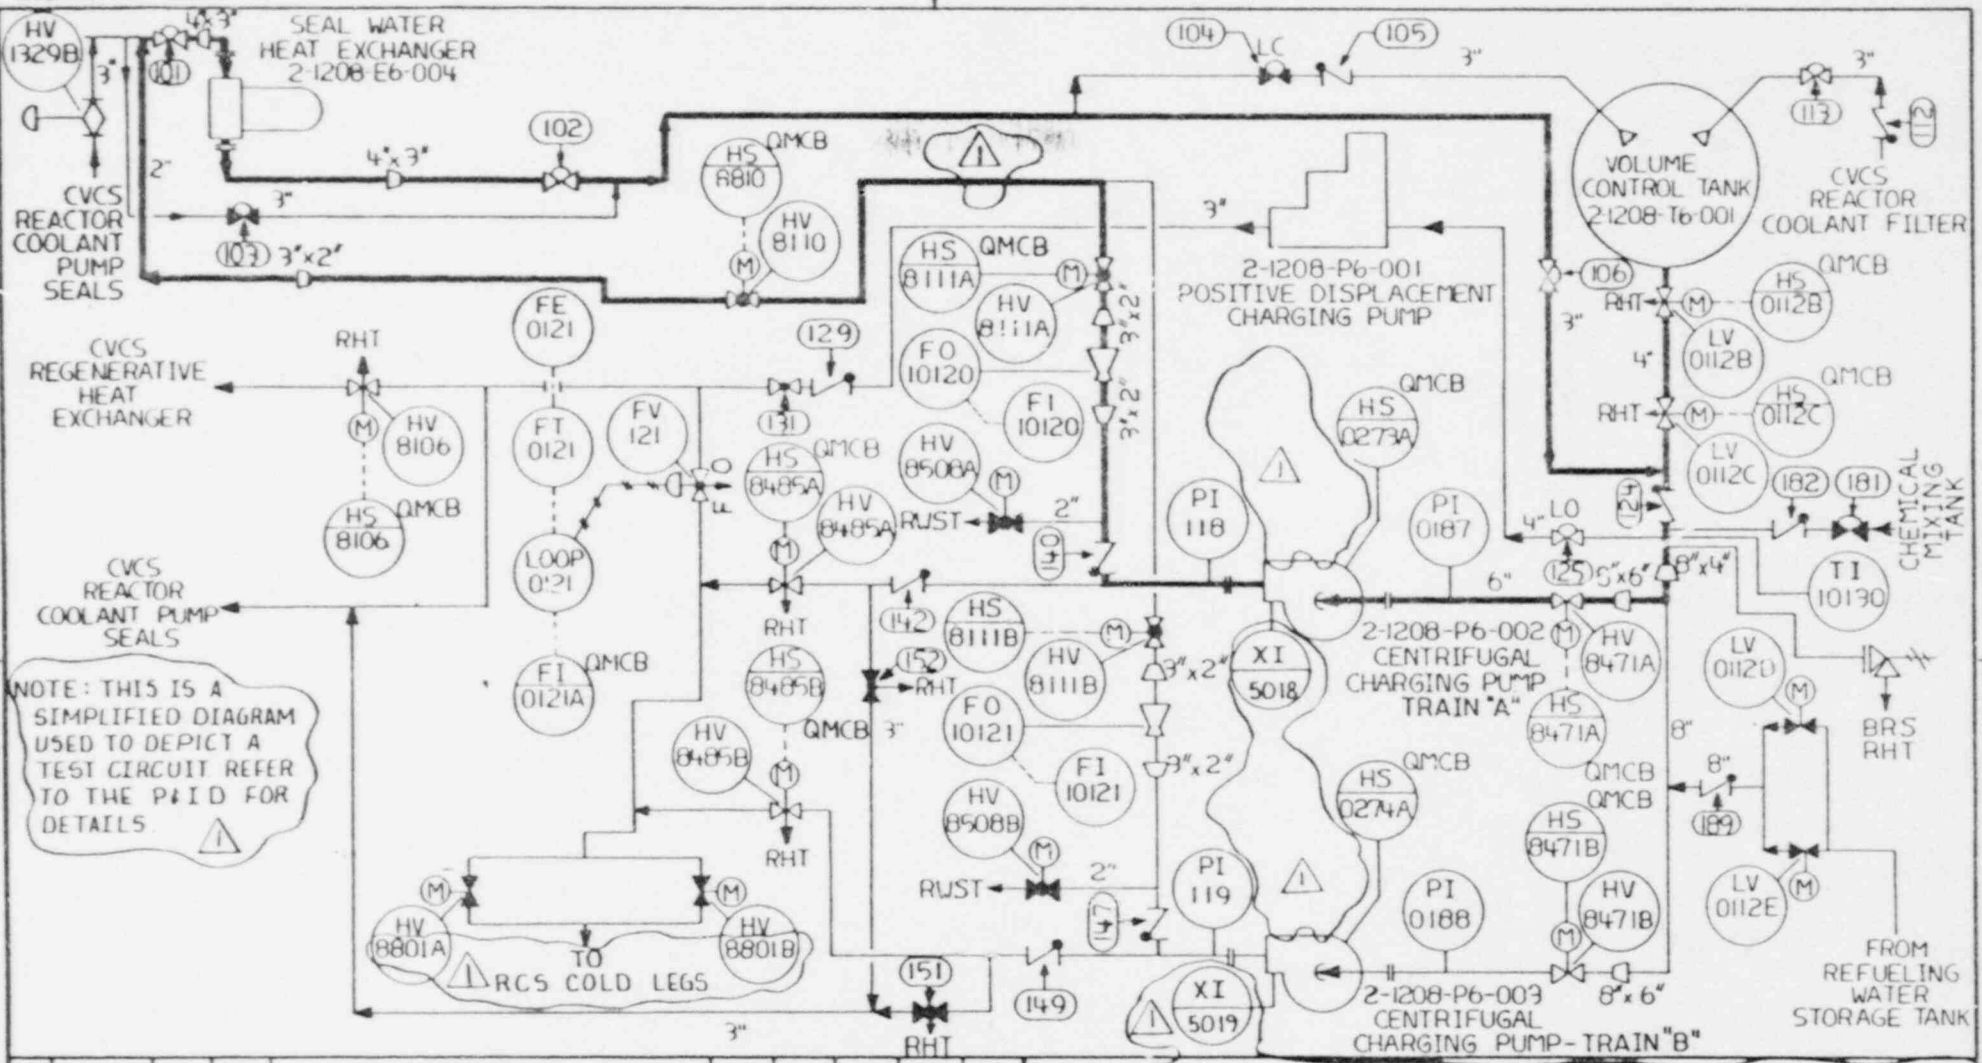 HV
1329B
4"x3"
101
3"
SEAL WATER
HEAT EXCHANGER
2-1208-E6-004
104
LC
105
3"
3"
113
112
VOLUME
CONTROL TANK
2-1208-T6-001
CVCS
REACTOR
COOLANT FILTER
CVCS
REACTOR
COOLANT
PUMP
SEALS
2"
4"x3"
102
3"
103
3"x2"
HS
8810
QMCB
HV
8110
1
HS
8111A
QMCB
HV
8111A
3"x2"
3"
2-1208-P6-001
POSITIVE DISPLACEMENT
CHARGING PUMP
106
3"
RHT
M
HS
0112B
QMCB
LV
0112B
4"
RHT
M
HS
0112C
QMCB
LV
0112C
CVCS
REGENERATIVE
HEAT
EXCHANGER
RHT
M
HV
8106
HS
8106
QMCB
FE
0121
FT
0121
LOOP
0121
FI
0121A
QMCB
FV
121
FO
129
131
FO
10120
FI
10120
3"x2"
HV
8508A
M
RWST
2"
140
HS
8485A
QMCB
HV
8485A
M
RHT
142
PI
118
HS
0273A
QMCB
1
PI
0187
6"
LO
4"
125
8"x6"
8"x4"
124
182
181
CHEMICAL
MIXING
TANK
TI
10130
CVCS
REACTOR
COOLANT PUMP
SEALS
NOTE: THIS IS A
SIMPLIFIED DIAGRAM
USED TO DEPICT A
TEST CIRCUIT REFER
TO THE P&ID FOR
DETAILS
1
HS
8485B
QMCB
HV
8485B
M
RHT
152
RHT
3"
HS
8111B
M
HV
8111B
3"x2"
FO
10121
FI
10121
3"x2"
HV
8508B
M
RWST
2"
147
XI
5018
2-1208-P6-002
CENTRIFUGAL
CHARGING PUMP
TRAIN "A"
M
HV
8471A
HS
8471A
QMCB
8"
LV
0112D
M
BRS
RHT
8"
189
LV
0112E
M
FROM
REFUELING
WATER
STORAGE TANK
HS
0274A
QMCB
1
PI
119
PI
0188
QMCB
HS
8471B
M
HV
8471B
8"x6"
M
HV
8801A
M
HV
8801B
TO
RCS COLD LEGS
1
151
RHT
3"
149
XI
5019
1
2-1208-P6-003
CENTRIFUGAL
CHARGING PUMP-TRAIN "B"